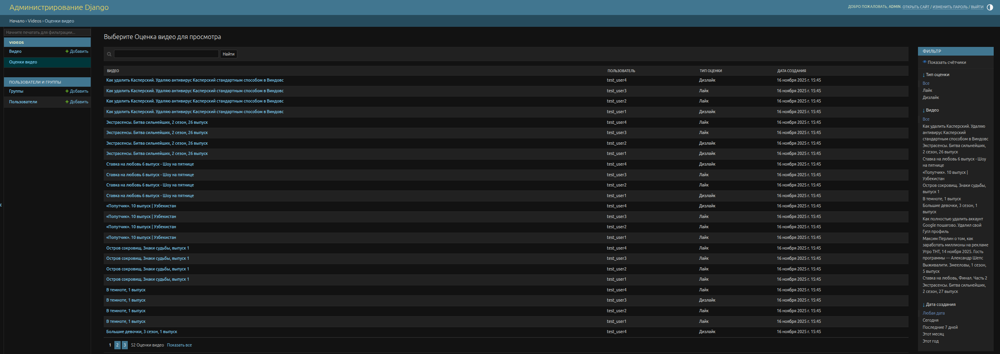 Администрирование Django
ДОБРО ПОЖАЛОВАТЬ, ADMIN. ОТКРЫТЬ САЙТ / ИЗМЕНИТЬ ПАРОЛЬ / ВЫЙТИ
Начало › Videos › Оценки видео
Начните печатать для фильтрации...
VIDEOS
Видео + Добавить
Оценки видео
ПОЛЬЗОВАТЕЛИ И ГРУППЫ
Группы + Добавить
Пользователи + Добавить
«
Выберите Оценка видео для просмотра
Найти
ВИДЕО ПОЛЬЗОВАТЕЛЬ ТИП ОЦЕНКИ ДАТА СОЗДАНИЯ
Как удалить Касперский. Удаляю антивирус Касперский стандартным способом в Виндовс test_user4 Дизлайк 16 ноября 2025 г. 15:45
Как удалить Касперский. Удаляю антивирус Касперский стандартным способом в Виндовс test_user3 Лайк 16 ноября 2025 г. 15:45
Как удалить Касперский. Удаляю антивирус Касперский стандартным способом в Виндовс test_user2 Лайк 16 ноября 2025 г. 15:45
Как удалить Касперский. Удаляю антивирус Касперский стандартным способом в Виндовс test_user1 Дизлайк 16 ноября 2025 г. 15:45
Экстрасенсы. Битва сильнейших, 2 сезон, 26 выпуск test_user4 Лайк 16 ноября 2025 г. 15:45
Экстрасенсы. Битва сильнейших, 2 сезон, 26 выпуск test_user3 Лайк 16 ноября 2025 г. 15:45
Экстрасенсы. Битва сильнейших, 2 сезон, 26 выпуск test_user2 Дизлайк 16 ноября 2025 г. 15:45
Экстрасенсы. Битва сильнейших, 2 сезон, 26 выпуск test_user1 Дизлайк 16 ноября 2025 г. 15:45
Ставка на любовь 6 выпуск - Шоу на пятнице test_user4 Дизлайк 16 ноября 2025 г. 15:45
Ставка на любовь 6 выпуск - Шоу на пятнице test_user3 Лайк 16 ноября 2025 г. 15:45
Ставка на любовь 6 выпуск - Шоу на пятнице test_user2 Лайк 16 ноября 2025 г. 15:45
Ставка на любовь 6 выпуск - Шоу на пятнице test_user1 Дизлайк 16 ноября 2025 г. 15:45
«Попутчик». 10 выпуск | Узбекистан test_user4 Дизлайк 16 ноября 2025 г. 15:45
«Попутчик». 10 выпуск | Узбекистан test_user3 Лайк 16 ноября 2025 г. 15:45
«Попутчик». 10 выпуск | Узбекистан test_user2 Лайк 16 ноября 2025 г. 15:45
«Попутчик». 10 выпуск | Узбекистан test_user1 Лайк 16 ноября 2025 г. 15:45
Остров сокровищ. Знаки судьбы, выпуск 1 test_user4 Лайк 16 ноября 2025 г. 15:45
Остров сокровищ. Знаки судьбы, выпуск 1 test_user3 Лайк 16 ноября 2025 г. 15:45
Остров сокровищ. Знаки судьбы, выпуск 1 test_user2 Лайк 16 ноября 2025 г. 15:45
Остров сокровищ. Знаки судьбы, выпуск 1 test_user1 Лайк 16 ноября 2025 г. 15:45
В темноте, 1 выпуск test_user4 Лайк 16 ноября 2025 г. 15:45
В темноте, 1 выпуск test_user3 Дизлайк 16 ноября 2025 г. 15:45
В темноте, 1 выпуск test_user2 Лайк 16 ноября 2025 г. 15:45
В темноте, 1 выпуск test_user1 Лайк 16 ноября 2025 г. 15:45
Большие девочки, 3 сезон, 1 выпуск test_user4 Дизлайк 16 ноября 2025 г. 15:45
1 2 3 52 Оценки видео Показать все
ФИЛЬТР
Показать счётчики
↓ Тип оценки
Все
Лайк
Дизлайк
↓ Видео
Все
Как удалить Касперский. Удаляю
антивирус Касперский
стандартным способом в Виндовс
Экстрасенсы. Битва сильнейших,
2 сезон, 26 выпуск
Ставка на любовь 6 выпуск - Шоу
на пятнице
«Попутчик». 10 выпуск |
Узбекистан
Остров сокровищ. Знаки судьбы,
выпуск 1
В темноте, 1 выпуск
Большие девочки, 3 сезон, 1
выпуск
Как полностью удалить аккаунт
Google пошагово. Удалил свой
Гугл профиль
Максим Перлин о том, как
заработать миллионы на рекламе
Утро ТНТ, 14 ноября 2025. Гость
программы — Александр Шепс
Выживалити. Змееловы, 1 сезон,
5 выпуск
Ставка на любовь, Финал. Часть 2
Экстрасенсы. Битва сильнейших,
2 сезон, 27 выпуск
↓ Дата создания
Любая дата
Сегодня
Последние 7 дней
Этот месяц
Этот год